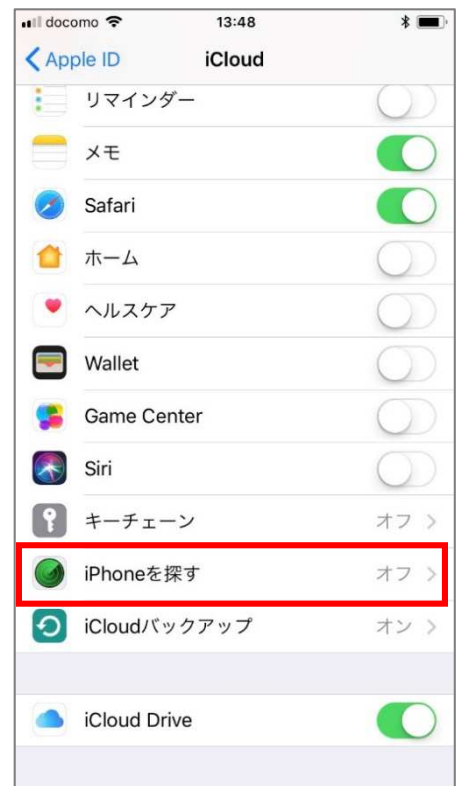 docomo 13:48
Apple ID iCloud
リマインダー
メモ
Safari
ホーム
ヘルスケア
Wallet
Game Center
Siri
キーチェーン オフ
iPhoneを探す オフ
iCloudバックアップ オン
iCloud Drive